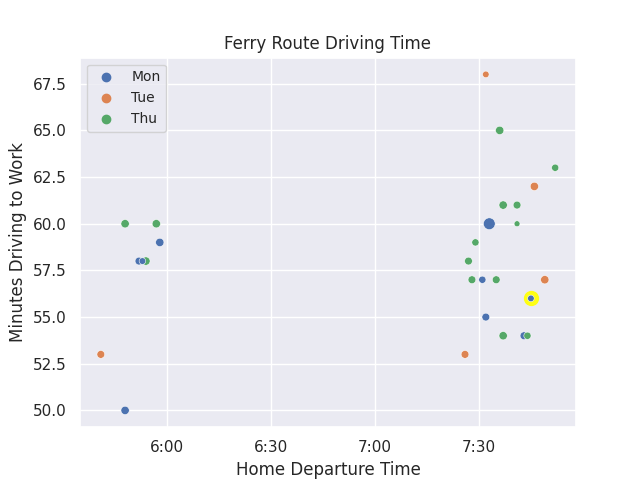 Ferry Route Driving Time
Mon
Tue
Thu
67.5
65.0
62.5
60.0
57.5
55.0
52.5
50.0
Minutes Driving to Work
6:00 6:30 7:00 7:30
Home Departure Time